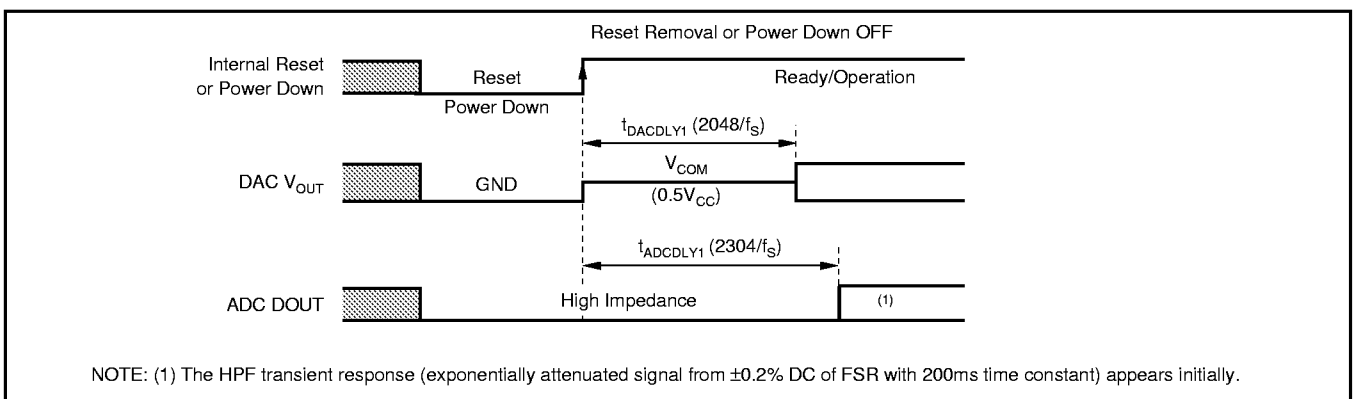 Reset Removal or Power Down OFF
Internal Reset
or Power Down
Reset
Power Down
Ready/Operation
tDACDLY1 (2048/fS)
DAC VOUT
GND
VCOM
(0.5VCC)
tADCDLY1 (2304/fS)
ADC DOUT
High Impedance
(1)
NOTE: (1) The HPF transient response (exponentially attenuated signal from ±0.2% DC of FSR with 200ms time constant) appears initially.